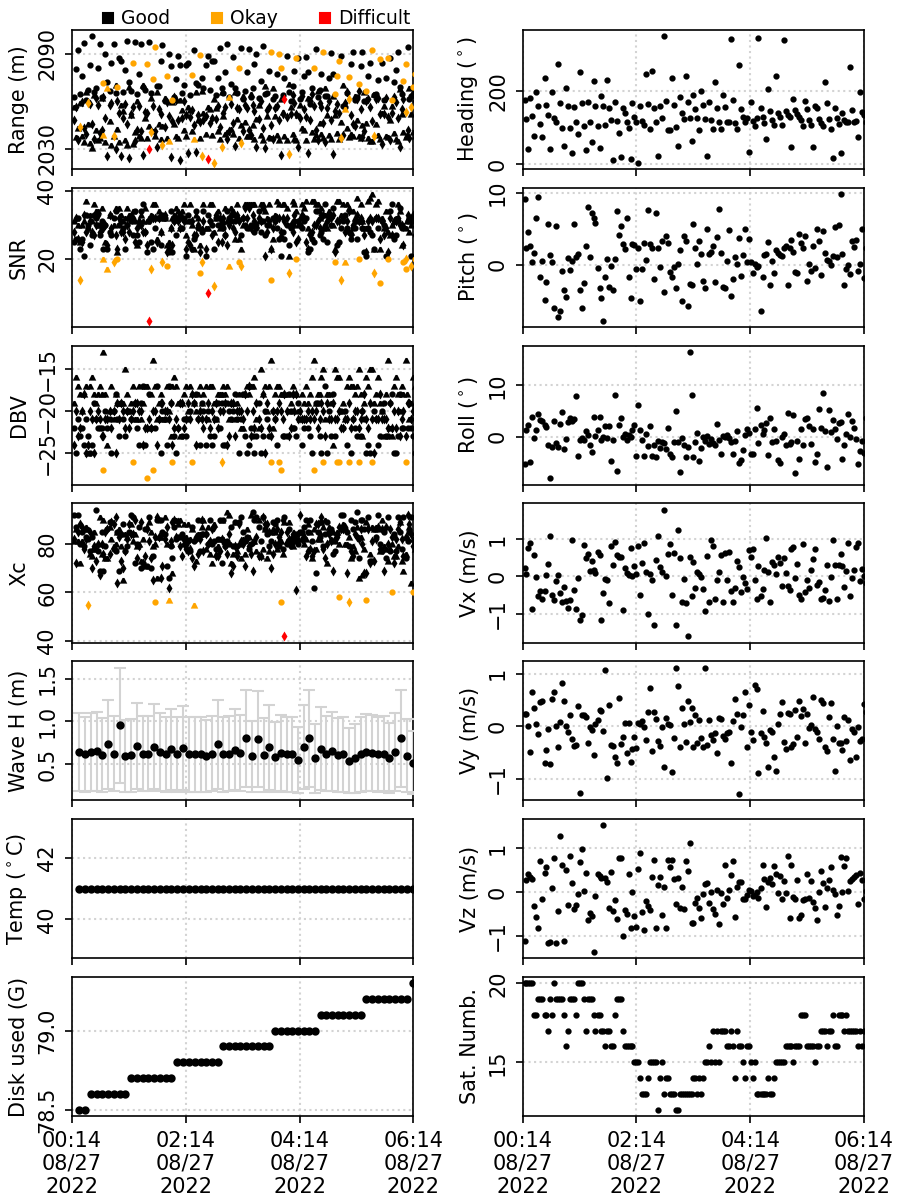 Good Okay Difficult
Range (m)
2090
2030
Heading (°)
200
0
SNR
40
20
Pitch (°)
10
0
DBV
−15
−20
−25
Roll (°)
10
0
Xc
80
60
40
Vx (m/s)
1
0
−1
Wave H (m)
1.5
1.0
0.5
Vy (m/s)
1
0
−1
Temp (°C)
42
40
Vz (m/s)
1
0
−1
Disk used (G)
79.0
78.5
Sat. Numb.
20
15
00:14 02:14 04:14 06:14 00:14 02:14 04:14 06:14
08/27 08/27 08/27 08/27 08/27 08/27 08/27 08/27
2022 2022 2022 2022 2022 2022 2022 2022